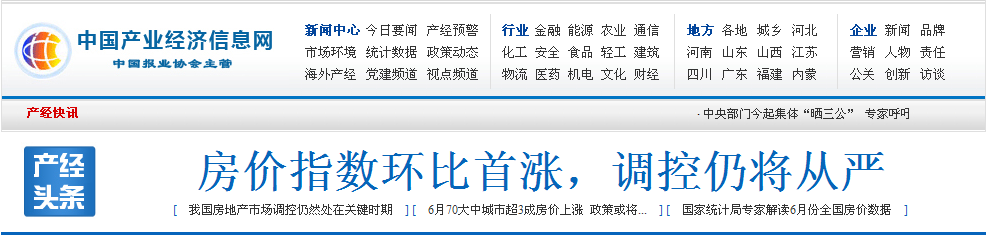 中国产业经济信息网
中国报业协会主管
新闻中心 今日要闻 产经预警
市场环境 统计数据 政策动态
海外产经 党建频道 视点频道
行业 金融 能源 农业 通信
化工 安全 食品 轻工 建筑
物流 医药 机电 文化 财经
地方 各地 城乡 河北
河南 山东 山西 江苏
四川 广东 福建 内蒙
企业 新闻 品牌
营销 人物 责任
公关 创新 访谈
产经快讯
· 中央部门今起集体“晒三公” 专家呼吁
产经
头条
房价指数环比首涨，调控仍将从严
[ 我国房地产市场调控仍然处在关键时期 ] [ 6月70大中城市超3成房价上涨 政策或将... ] [ 国家统计局专家解读6月份全国房价数据 ]